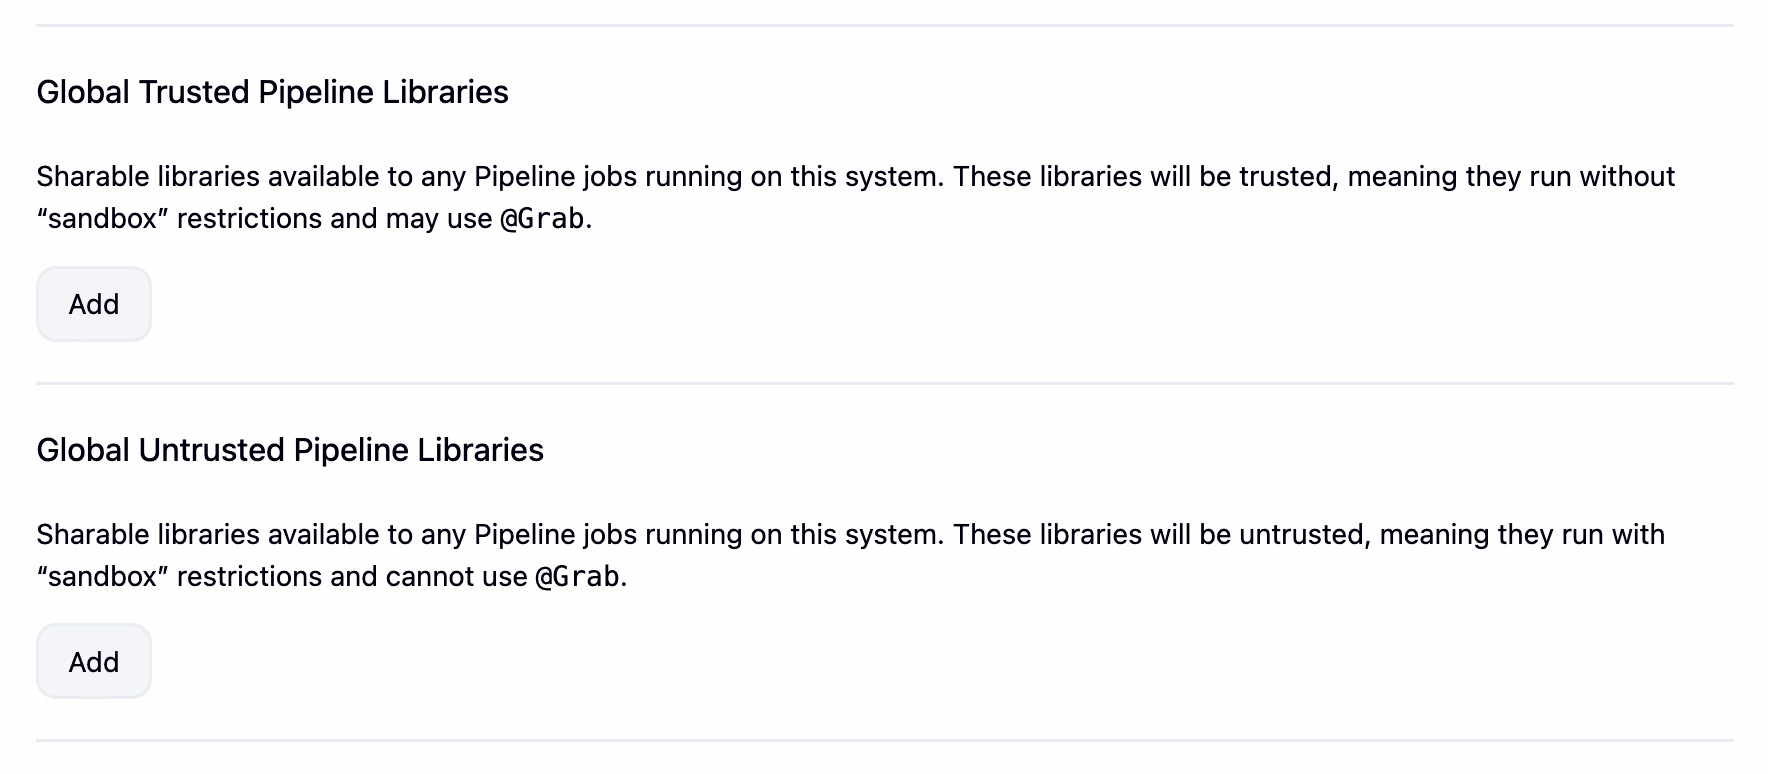 Global Trusted Pipeline Libraries
Sharable libraries available to any Pipeline jobs running on this system. These libraries will be trusted, meaning they run without
“sandbox” restrictions and may use @Grab.
Add
Global Untrusted Pipeline Libraries
Sharable libraries available to any Pipeline jobs running on this system. These libraries will be untrusted, meaning they run with
“sandbox” restrictions and cannot use @Grab.
Add